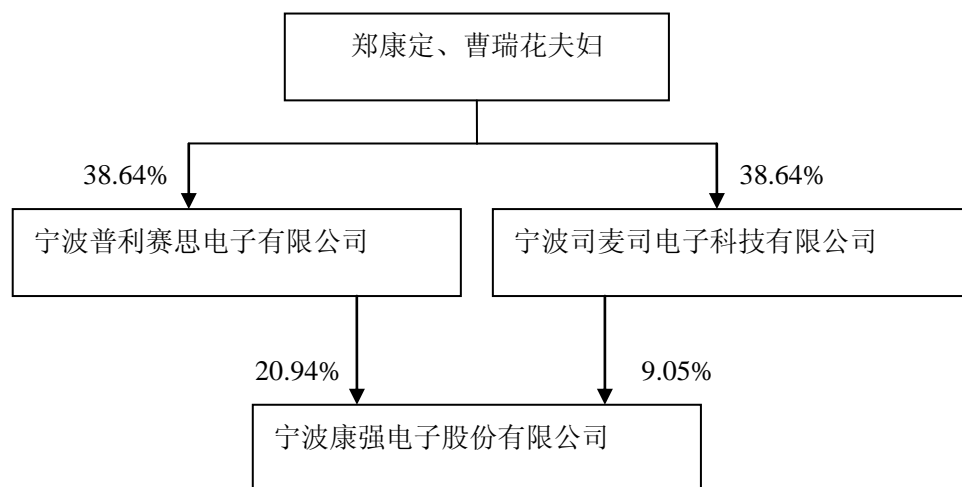 郑康定、曹瑞花夫妇
38.64%
38.64%
宁波普利赛思电子有限公司
宁波司麦司电子科技有限公司
20.94%
9.05%
宁波康强电子股份有限公司